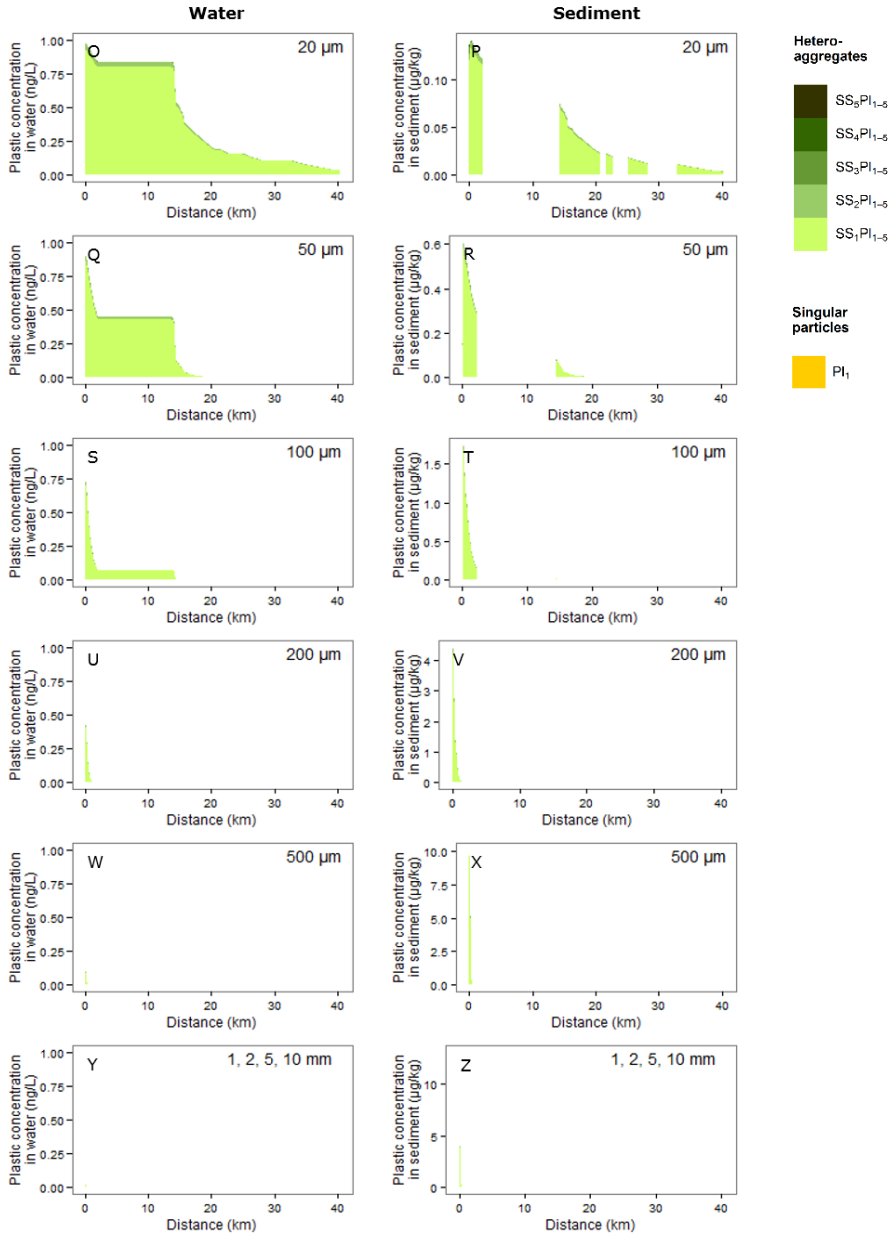 Water
Sediment
Plastic concentration
in water (ng/L)
1.00
0.75
0.50
0.25
0.00
O
20 µm
0
10
20
30
40
Distance (km)
Plastic concentration
in sediment (µg/kg)
0.10
0.05
0.00
P
20 µm
0
10
20
30
40
Distance (km)
Hetero-
aggregates
SS5Pl1–5
SS4Pl1–5
SS3Pl1–5
SS2Pl1–5
SS1Pl1–5
Singular
particles
Pl1
Plastic concentration
in water (ng/L)
1.00
0.75
0.50
0.25
0.00
Q
50 µm
0
10
20
30
40
Distance (km)
Plastic concentration
in sediment (µg/kg)
0.6
0.4
0.2
0.0
R
50 µm
0
10
20
30
40
Distance (km)
Plastic concentration
in water (ng/L)
1.00
0.75
0.50
0.25
0.00
S
100 µm
0
10
20
30
40
Distance (km)
Plastic concentration
in sediment (µg/kg)
1.5
1.0
0.5
0.0
T
100 µm
0
10
20
30
40
Distance (km)
Plastic concentration
in water (ng/L)
1.00
0.75
0.50
0.25
0.00
U
200 µm
0
10
20
30
40
Distance (km)
Plastic concentration
in sediment (µg/kg)
4
3
2
1
0
V
200 µm
0
10
20
30
40
Distance (km)
Plastic concentration
in water (ng/L)
1.00
0.75
0.50
0.25
0.00
W
500 µm
0
10
20
30
40
Distance (km)
Plastic concentration
in sediment (µg/kg)
10.0
7.5
5.0
2.5
0.0
X
500 µm
0
10
20
30
40
Distance (km)
Plastic concentration
in water (ng/L)
1.00
0.75
0.50
0.25
0.00
Y
1, 2, 5, 10 mm
0
10
20
30
40
Distance (km)
Plastic concentration
in sediment (µg/kg)
10
5
0
Z
1, 2, 5, 10 mm
0
10
20
30
40
Distance (km)